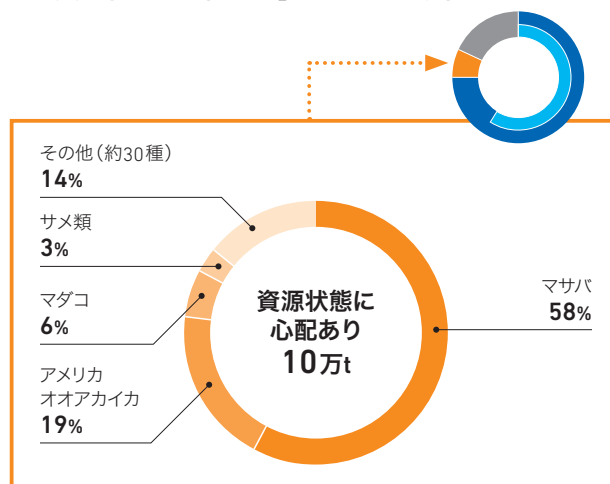 その他（約30種）
14%
サメ類
3%
マダコ
6%
アメリカ
オオアカイカ
19%
資源状態に
心配あり
10万t
マサバ
58%